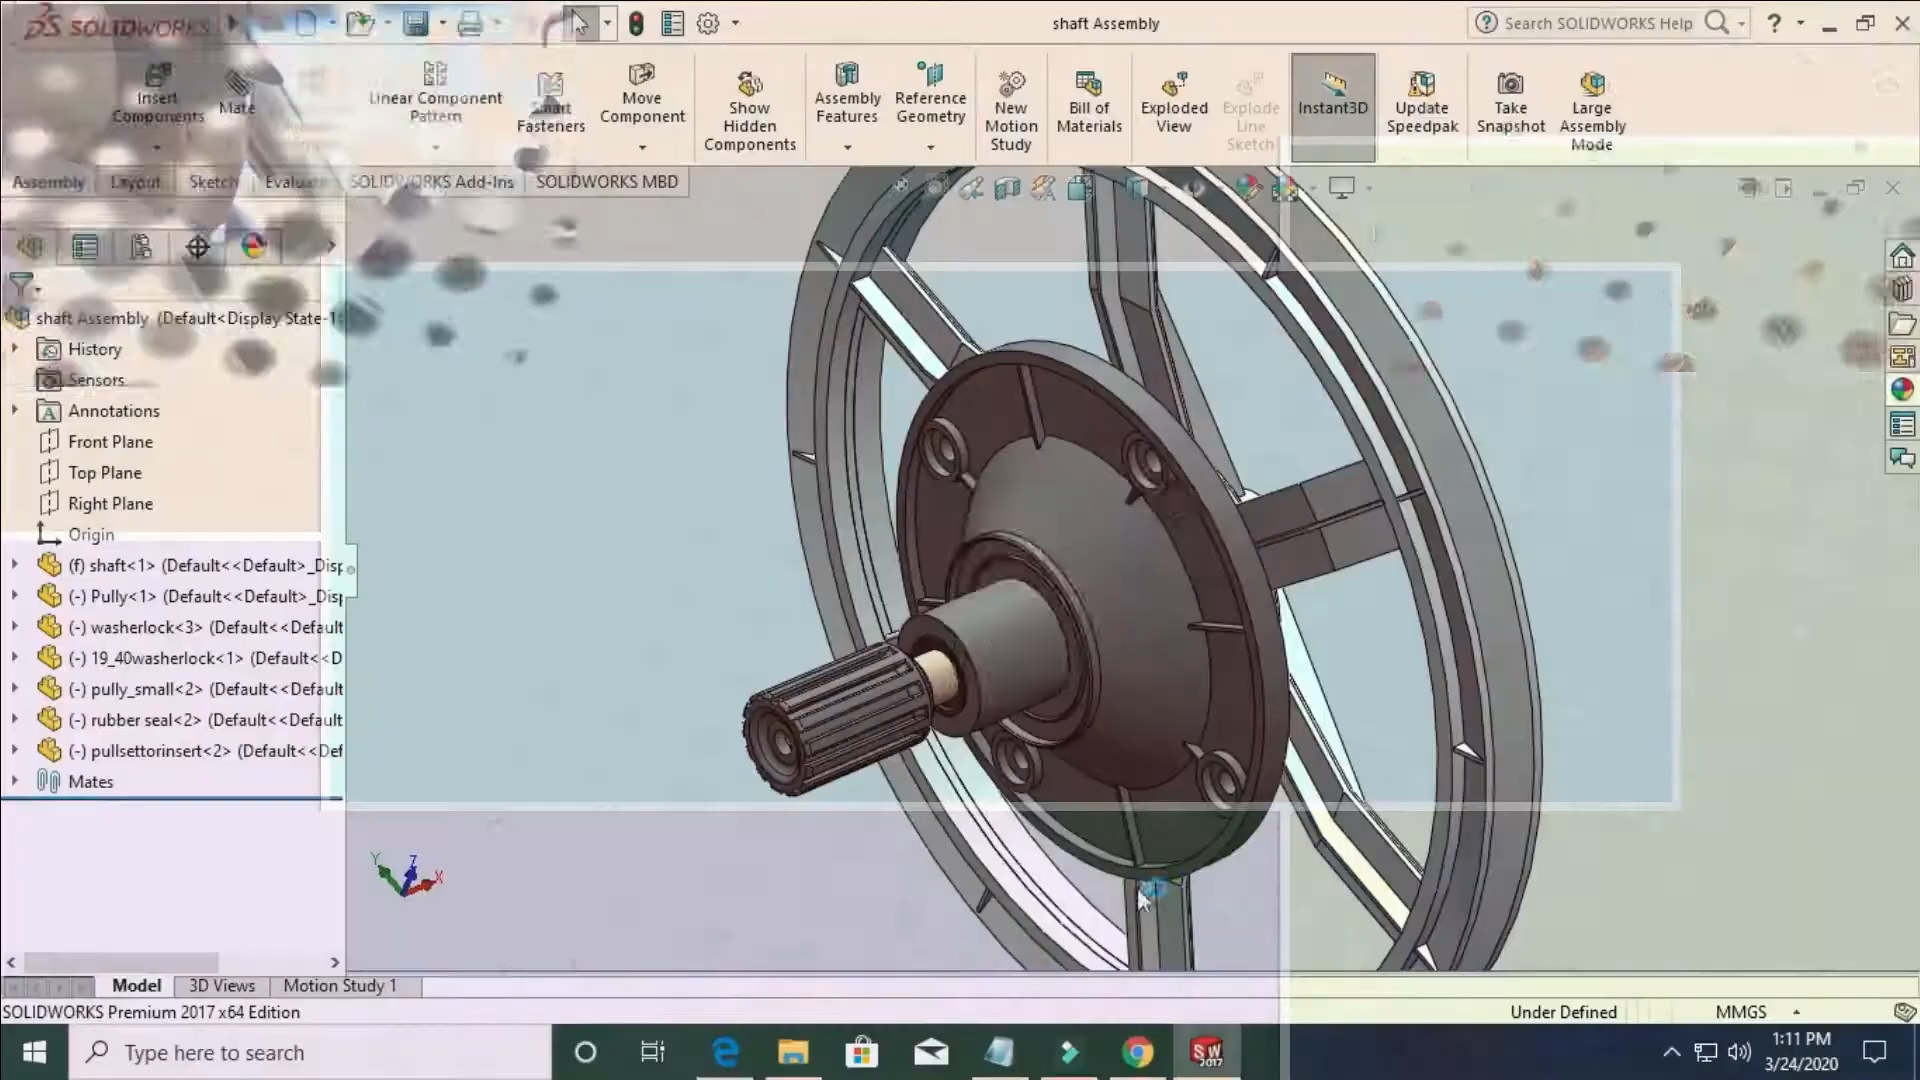 SOLIDWORKS
shaft Assembly
Search SOLIDWORKS Help
?
Insert Components
Mate
Linear Component Pattern
Smart Fasteners
Move Component
Show Hidden Components
Assembly Features
Reference Geometry
New Motion Study
Bill of Materials
Exploded View
Explode Line Sketch
Instant3D
Update Speedpak
Take Snapshot
Large Assembly Mode
Assembly
Layout
Sketch
Evaluate
SOLIDWORKS Add-Ins
SOLIDWORKS MBD
shaft Assembly (Default<Display State-1
History
Sensors
Annotations
Front Plane
Top Plane
Right Plane
Origin
(f) shaft<1> (Default<<Default>_Disp
(-) Pully<1> (Default<<Default>_Disp
(-) washerlock<3> (Default<<Default
(-) 19_40washerlock<1> (Default<<D
(-) pully_small<2> (Default<<Default
(-) rubber seal<2> (Default<<Default
(-) pullsettorinsert<2> (Default<<Def
Mates
Y Z X
Model
3D Views
Motion Study 1
SOLIDWORKS Premium 2017 x64 Edition
Under Defined
MMGS
Type here to search
SW 2017
1:11 PM
3/24/2020